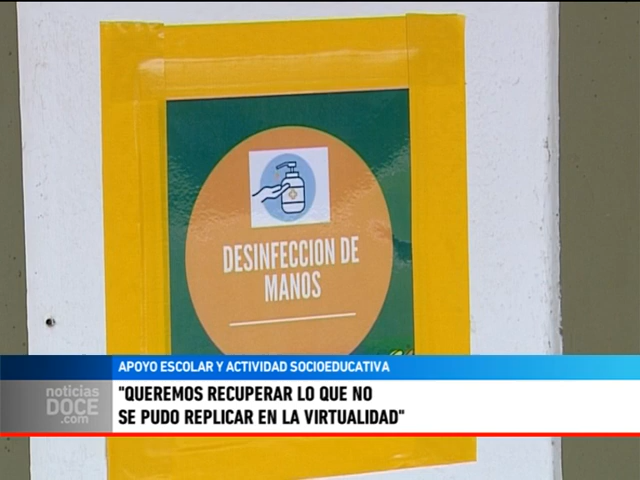 DESINFECCION DE
MANOS
APOYO ESCOLAR Y ACTIVIDAD SOCIOEDUCATIVA
noticias
DOCE
.com
"QUEREMOS RECUPERAR LO QUE NO
SE PUDO REPLICAR EN LA VIRTUALIDAD"